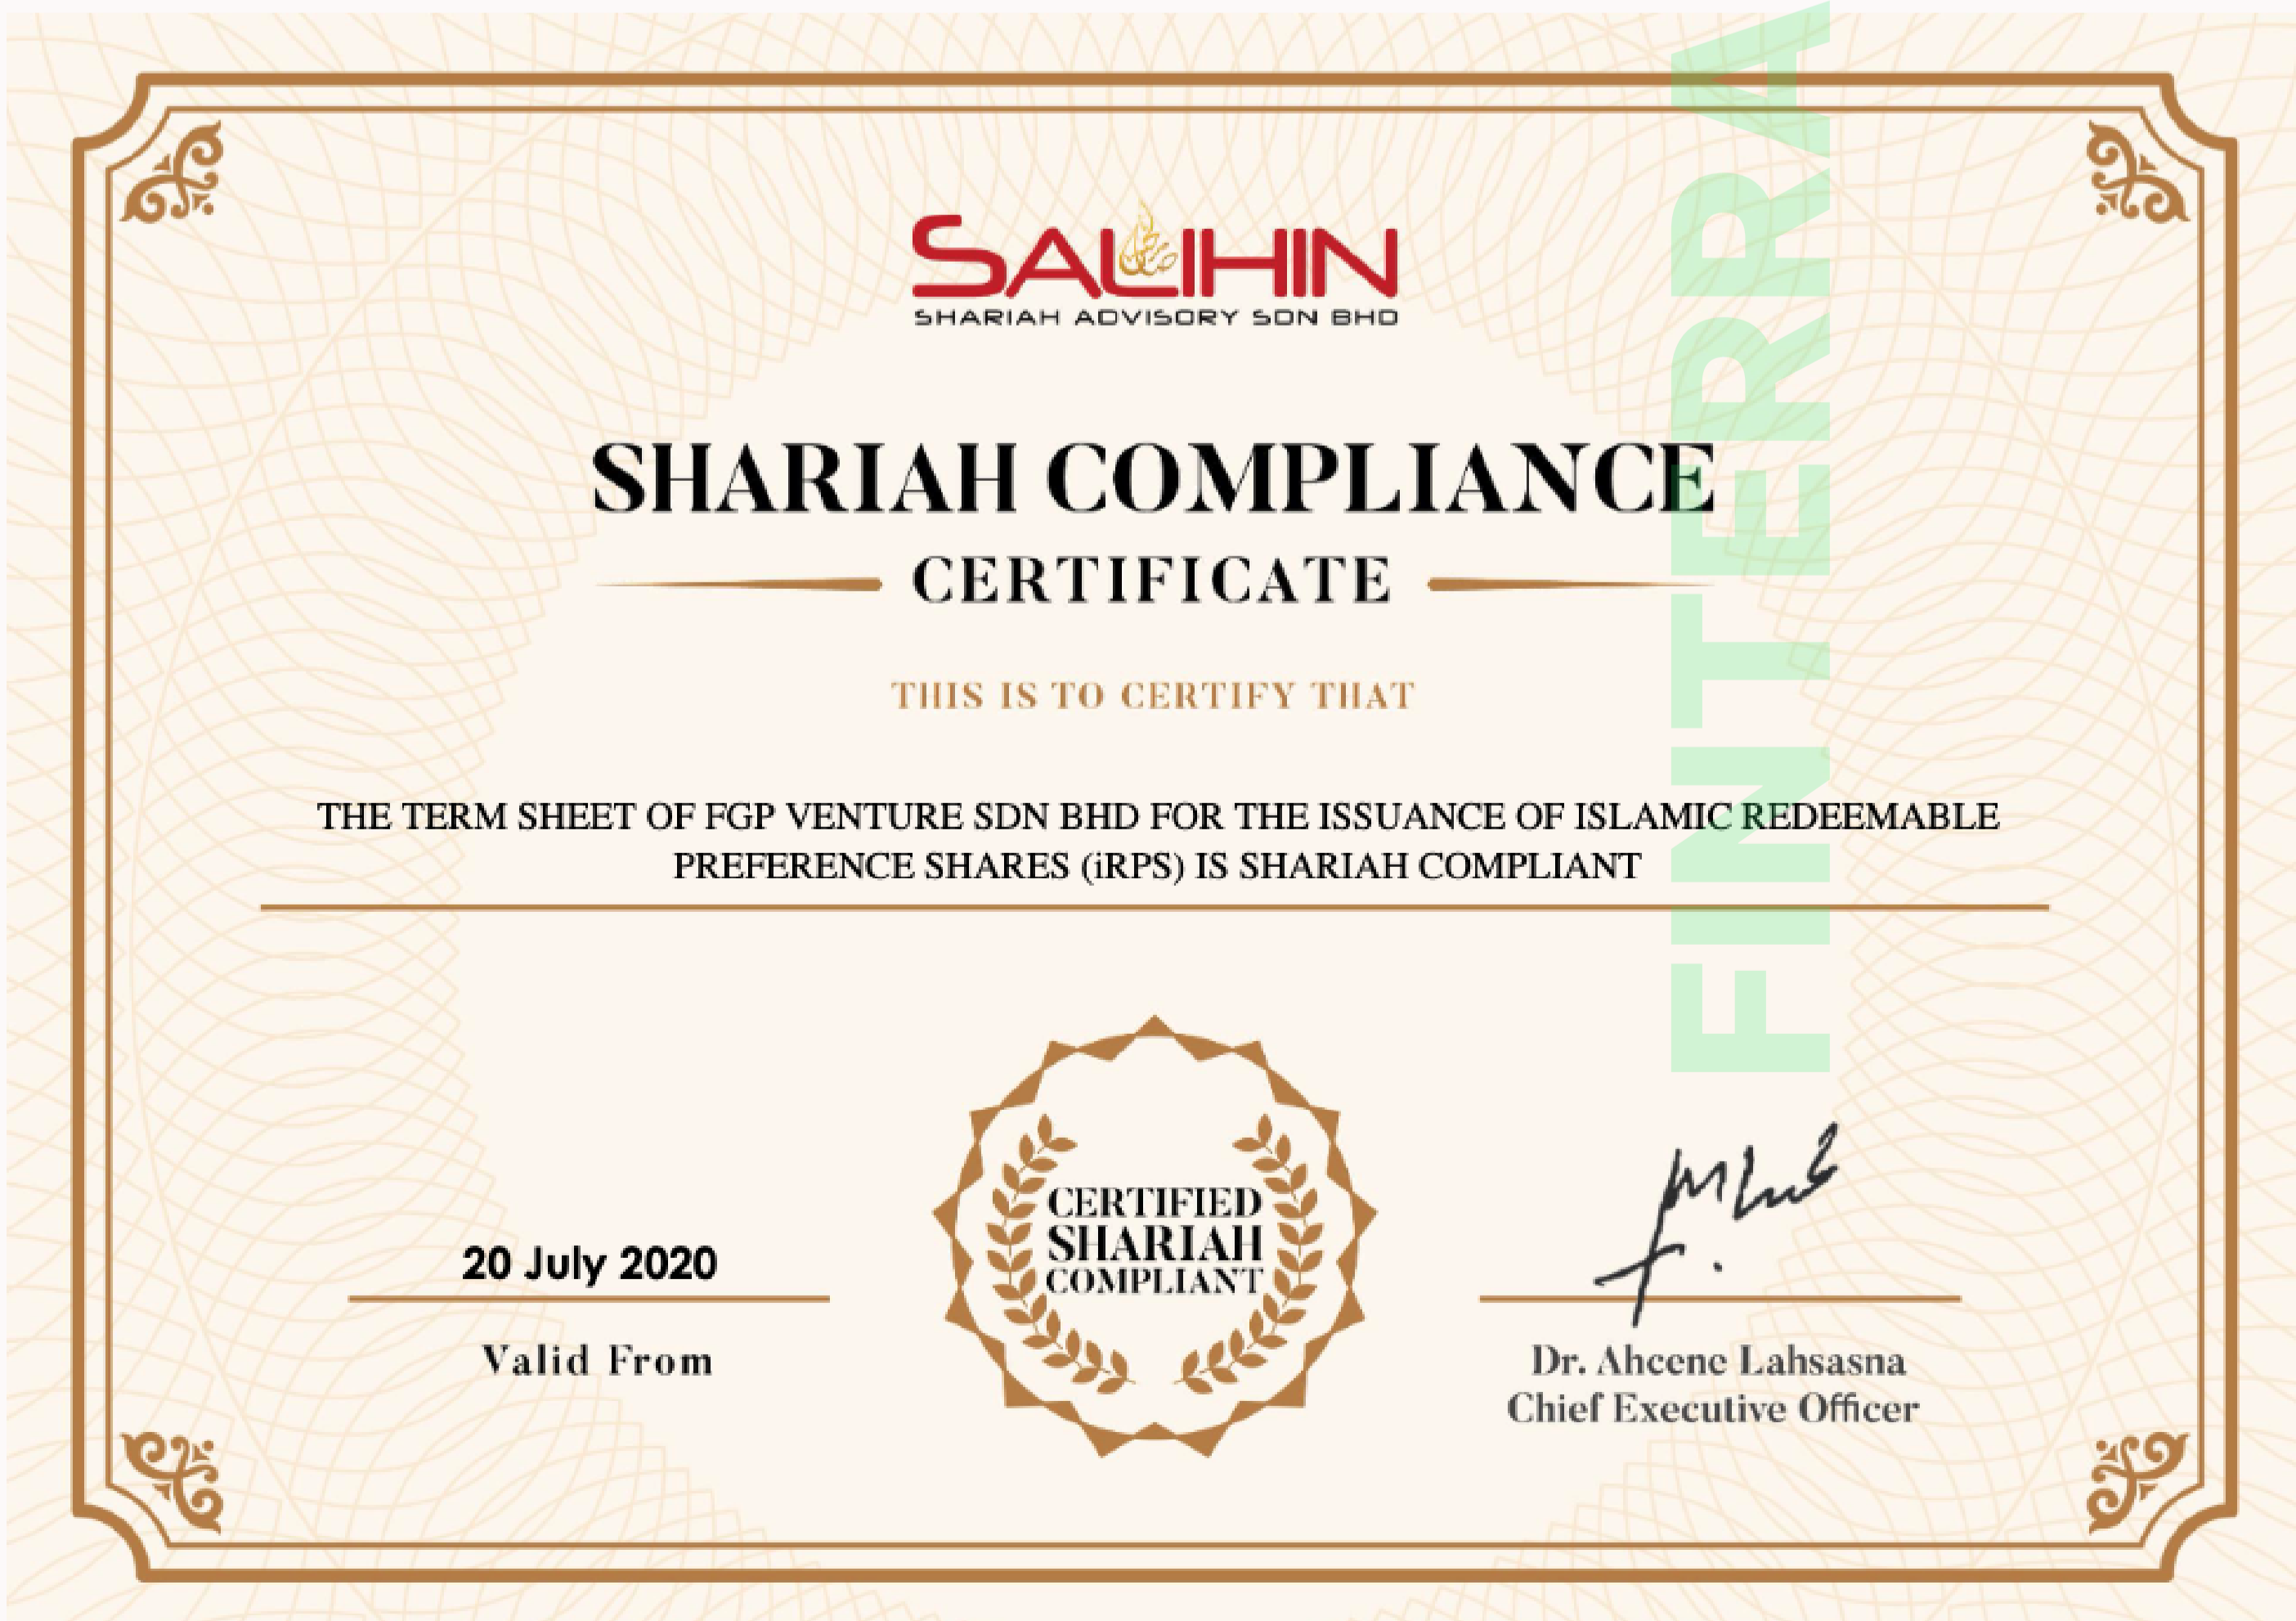 SALIHIN
SHARIAH ADVISORY SDN BHD
SHARIAH COMPLIANCE
CERTIFICATE
THIS IS TO CERTIFY THAT
THE TERM SHEET OF FGP VENTURE SDN BHD FOR THE ISSUANCE OF ISLAMIC REDEEMABLE
PREFERENCE SHARES (iRPS) IS SHARIAH COMPLIANT
CERTIFIED
SHARIAH
COMPLIANT
20 July 2020
Valid From
Dr. Ahcene Lahsasna
Chief Executive Officer
FINTERRA